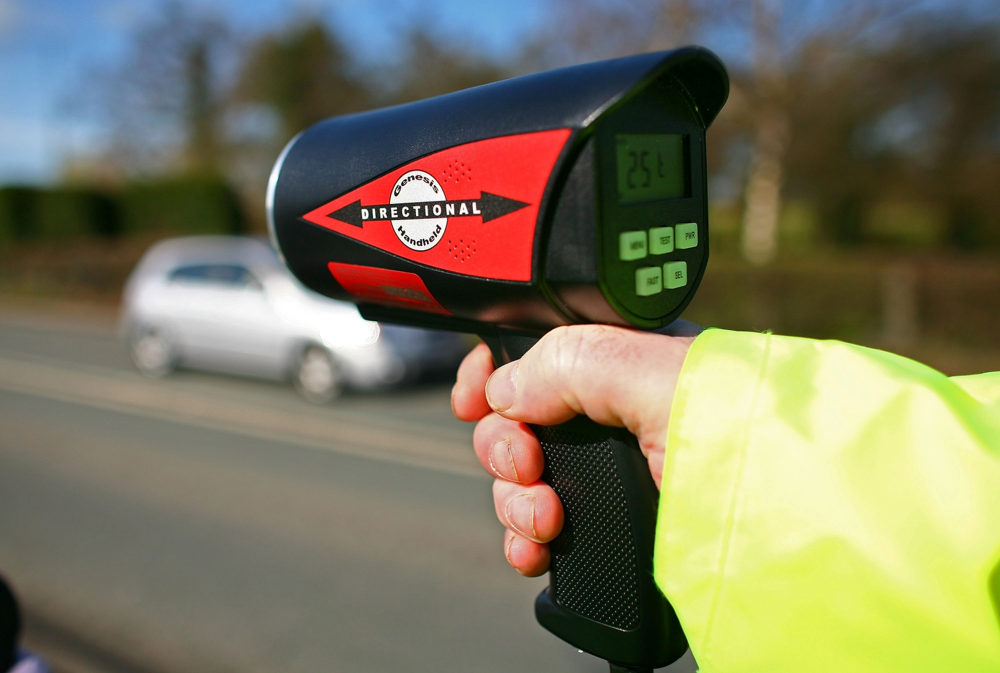 Genesis
DIRECTIONAL
Handheld
25 t
MENU TEST PWR
FAST SEL